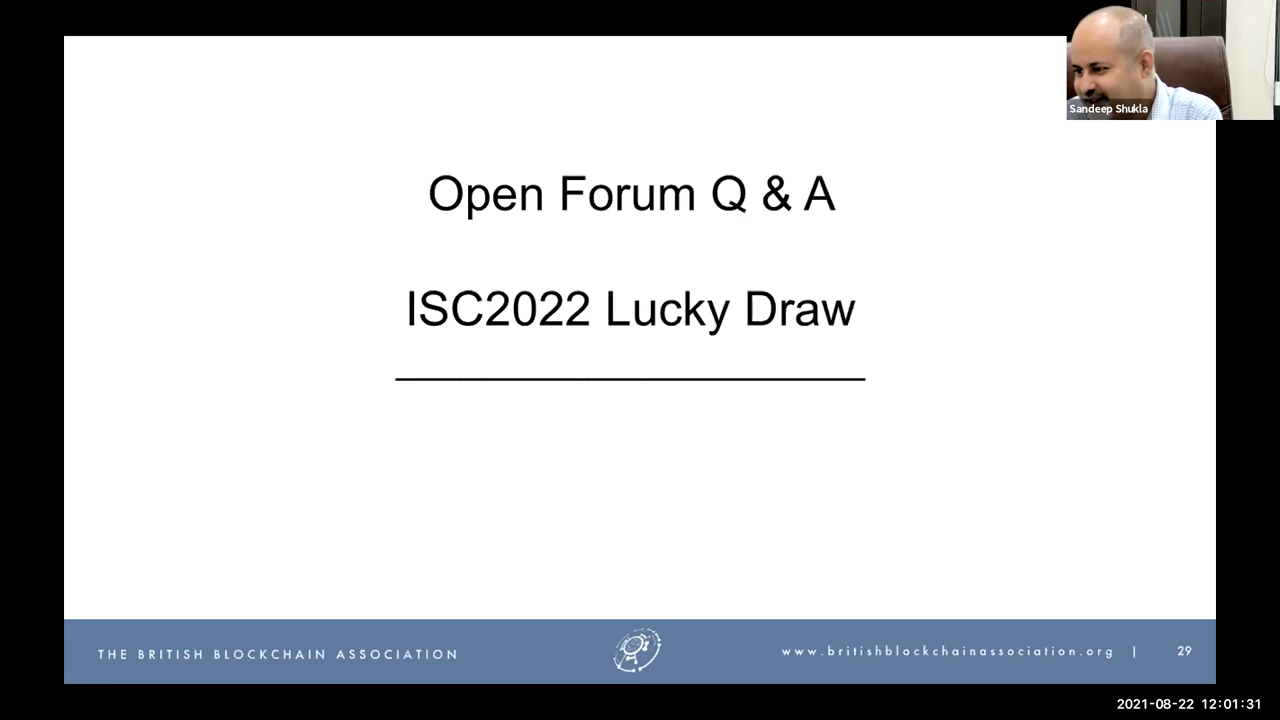 Sandeep Shukla
Open Forum Q & A
ISC2022 Lucky Draw
THE BRITISH BLOCKCHAIN ASSOCIATION
www.britishblockchainassociation.org | 29
2021-08-22 12:01:31